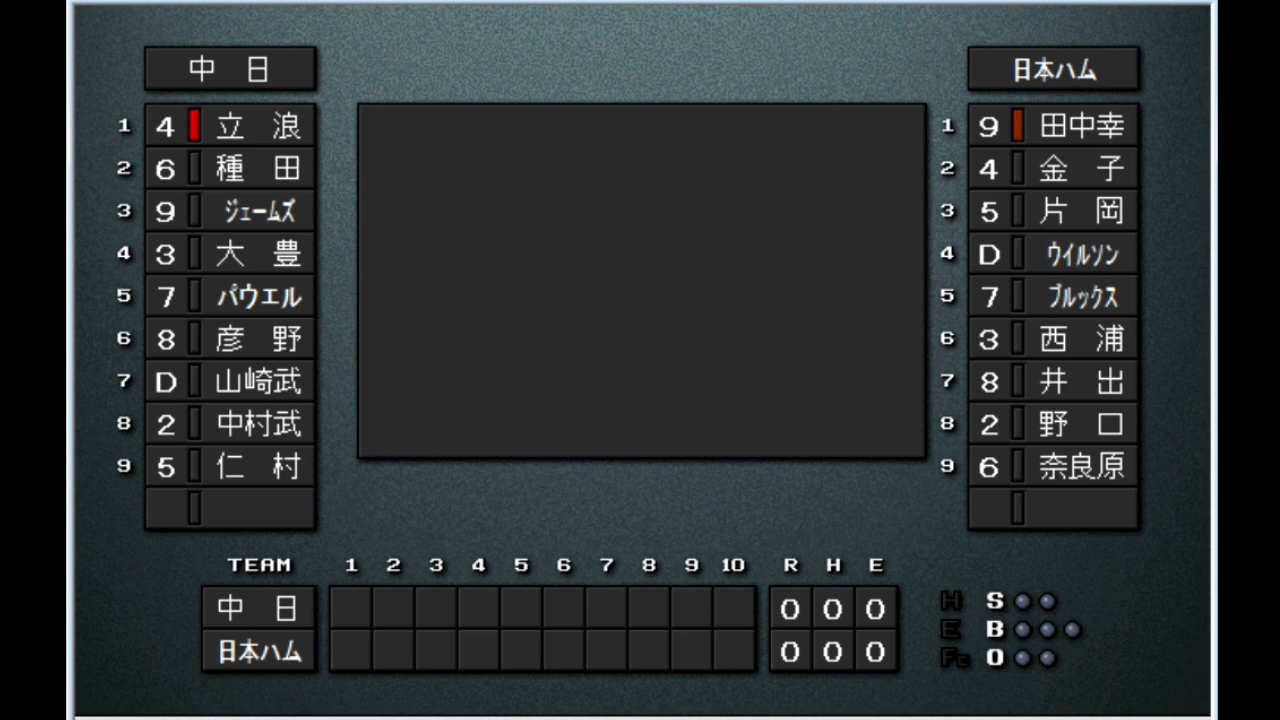 中 日
1 4 立 浪
2 6 種 田
3 9 ジェームズ
4 3 大 豊
5 7 パウエル
6 8 彦 野
7 D 山崎武
8 2 中村武
9 5 仁 村
日本ハム
1 9 田中幸
2 4 金 子
3 5 片 岡
4 D ウイルソン
5 7 ブルックス
6 3 西 浦
7 8 井 出
8 2 野 口
9 6 奈良原
TEAM 1 2 3 4 5 6 7 8 9 10 R H E
中 日 0 0 0
日本ハム 0 0 0
H S
E B
Fc O